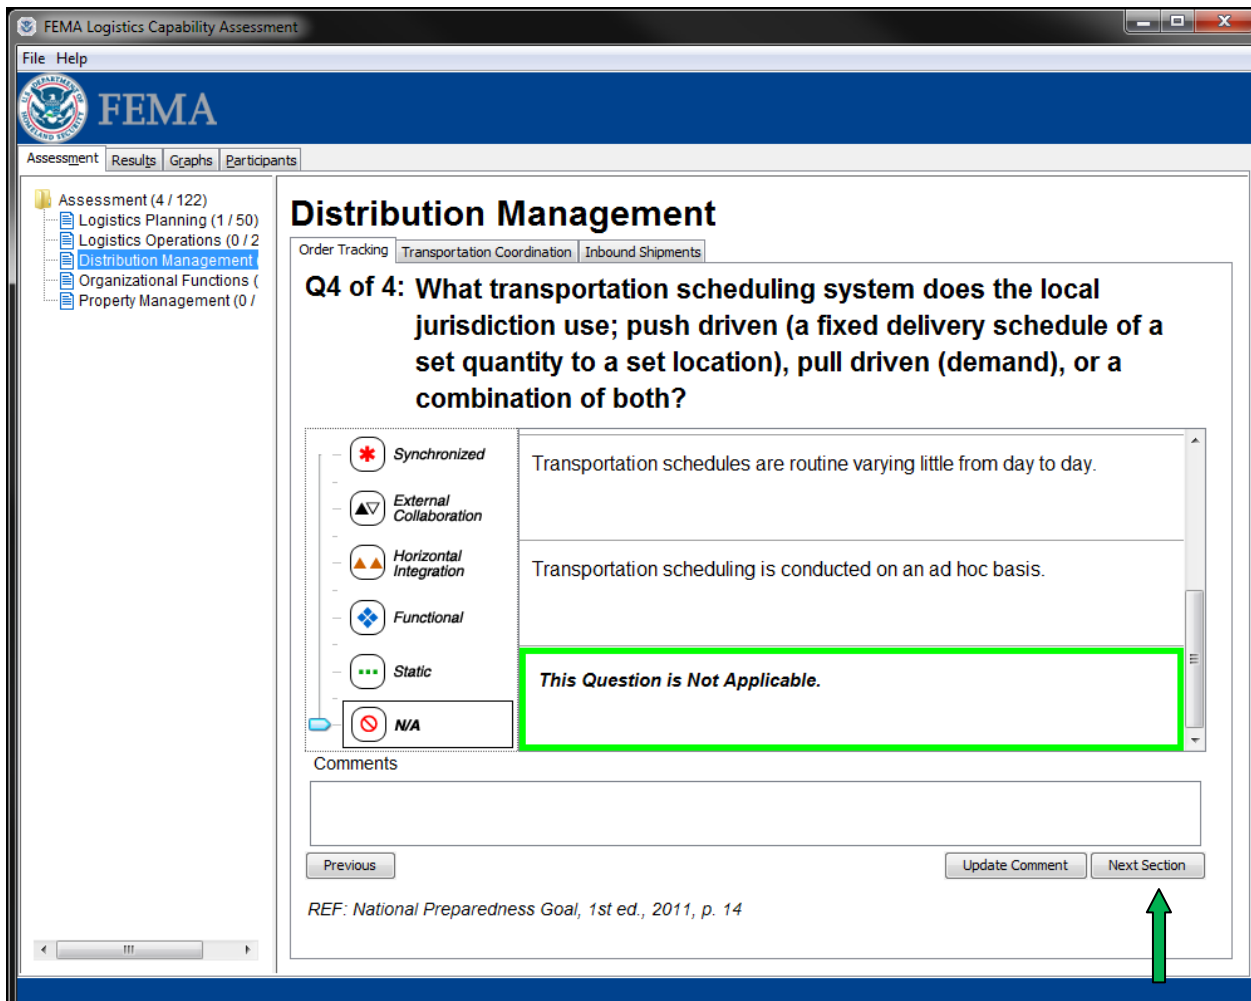 FEMA Logistics Capability Assessment
File Help
FEMA
Assessment Results Graphs Participants
Assessment (4 / 122)
Logistics Planning (1 / 50)
Logistics Operations (0 / 2
Distribution Management (
Organizational Functions (
Property Management (0 /
Distribution Management
Order Tracking Transportation Coordination Inbound Shipments
Q4 of 4: What transportation scheduling system does the local
jurisdiction use; push driven (a fixed delivery schedule of a
set quantity to a set location), pull driven (demand), or a
combination of both?
Synchronized
External
Collaboration
Horizontal
Integration
Functional
Static
N/A
Transportation schedules are routine varying little from day to day.
Transportation scheduling is conducted on an ad hoc basis.
This Question is Not Applicable.
Comments
Previous Update Comment Next Section
REF: National Preparedness Goal, 1st ed., 2011, p. 14